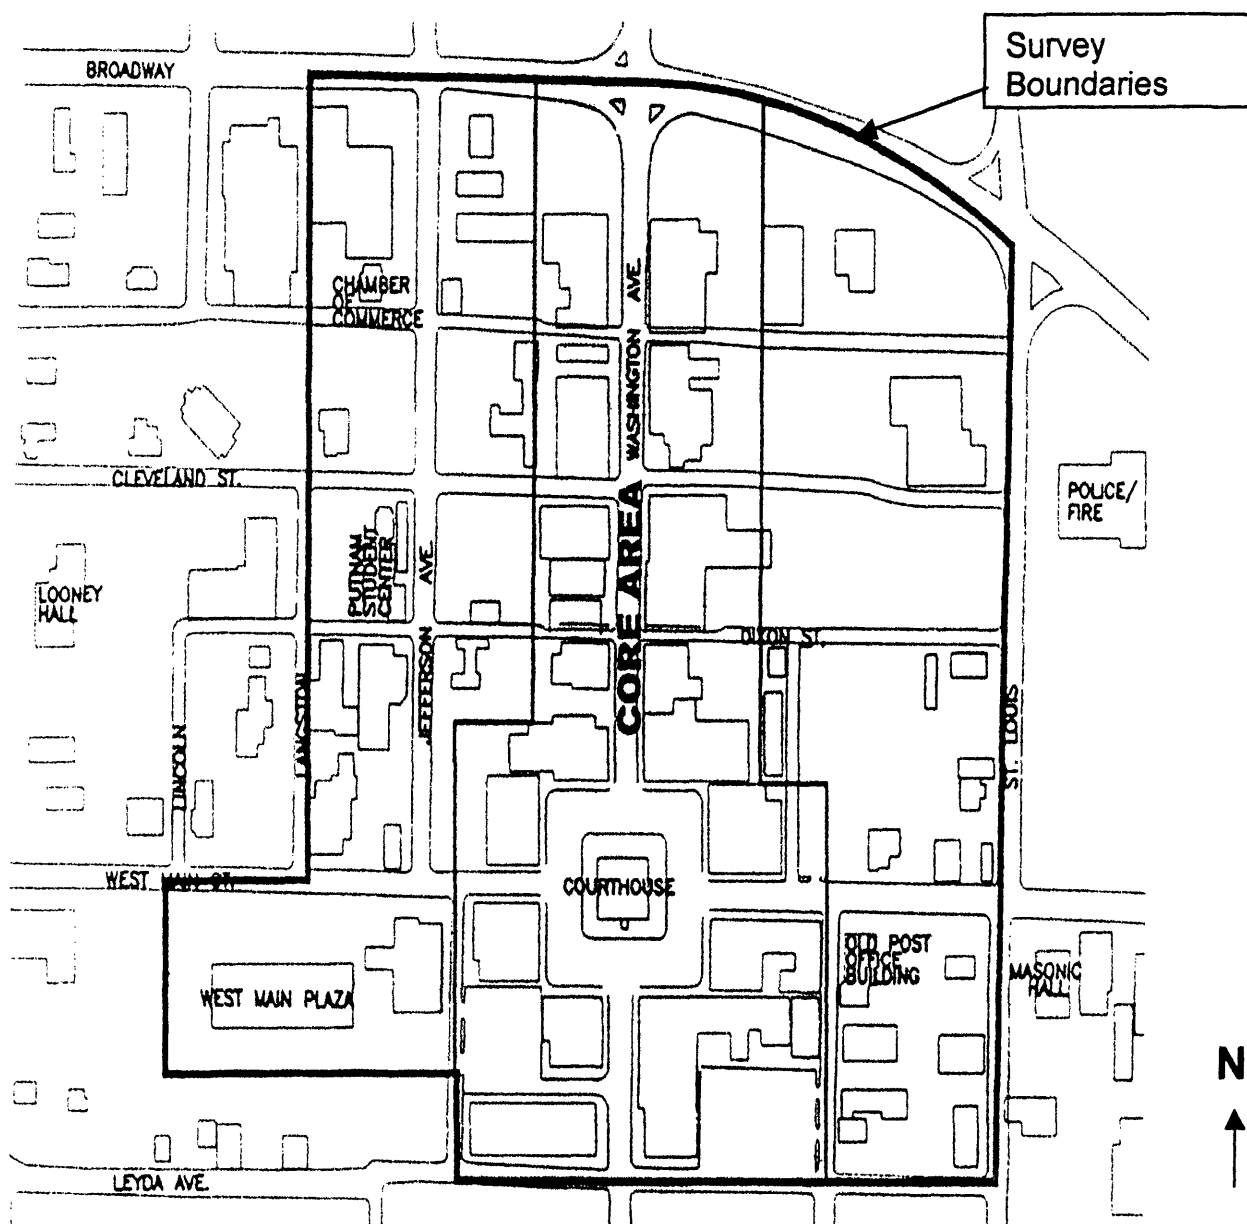 Survey
Boundaries
BROADWAY
CHAMBER
OF
COMMERCE
WASHINGTON AVE.
CLEVELAND ST.
POLICE/
FIRE
PUTNAM
STUDENT
CENTER
JEFFERSON AVE.
CORE AREA
LOONEY
HALL
DIXON ST.
LINCOLN
LANGSTON
ST. LOUIS
WEST MAIN ST.
COURTHOUSE
OLD POST
OFFICE
BUILDING
MASONIC
HALL
WEST MAIN PLAZA
N
LEYDA AVE.